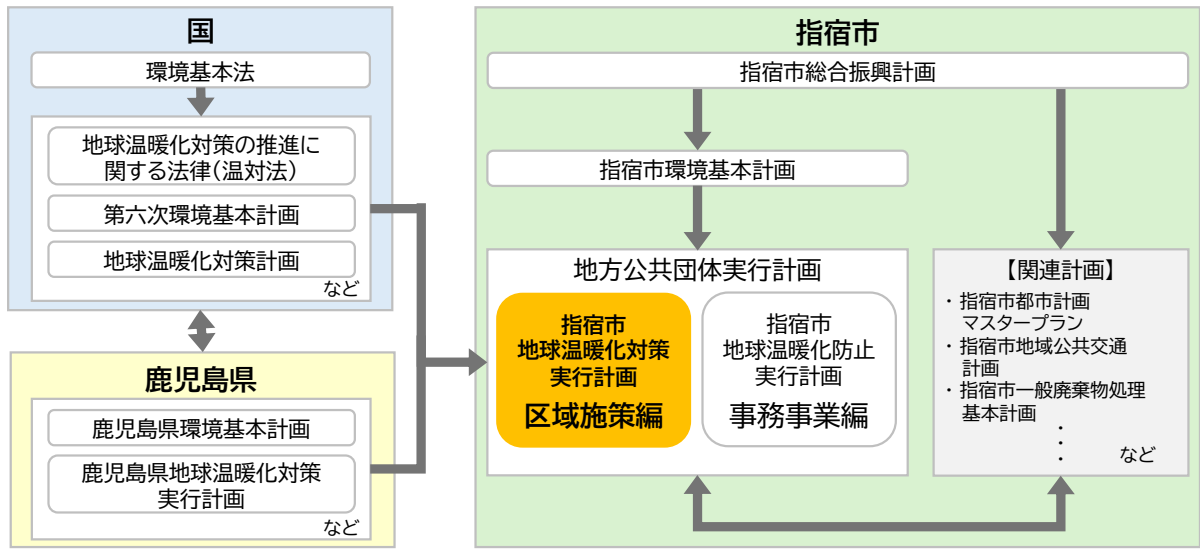 国
環境基本法
地球温暖化対策の推進に
関する法律(温対法)
第六次環境基本計画
地球温暖化対策計画
など
鹿児島県
鹿児島県環境基本計画
鹿児島県地球温暖化対策
実行計画
など
指宿市
指宿市総合振興計画
指宿市環境基本計画
地方公共団体実行計画
指宿市
地球温暖化対策
実行計画
区域施策編
指宿市
地球温暖化防止
実行計画
事務事業編
【関連計画】
・指宿市都市計画
マスタープラン
・指宿市地域公共交通
計画
・指宿市一般廃棄物処理
基本計画
・
・
・
など